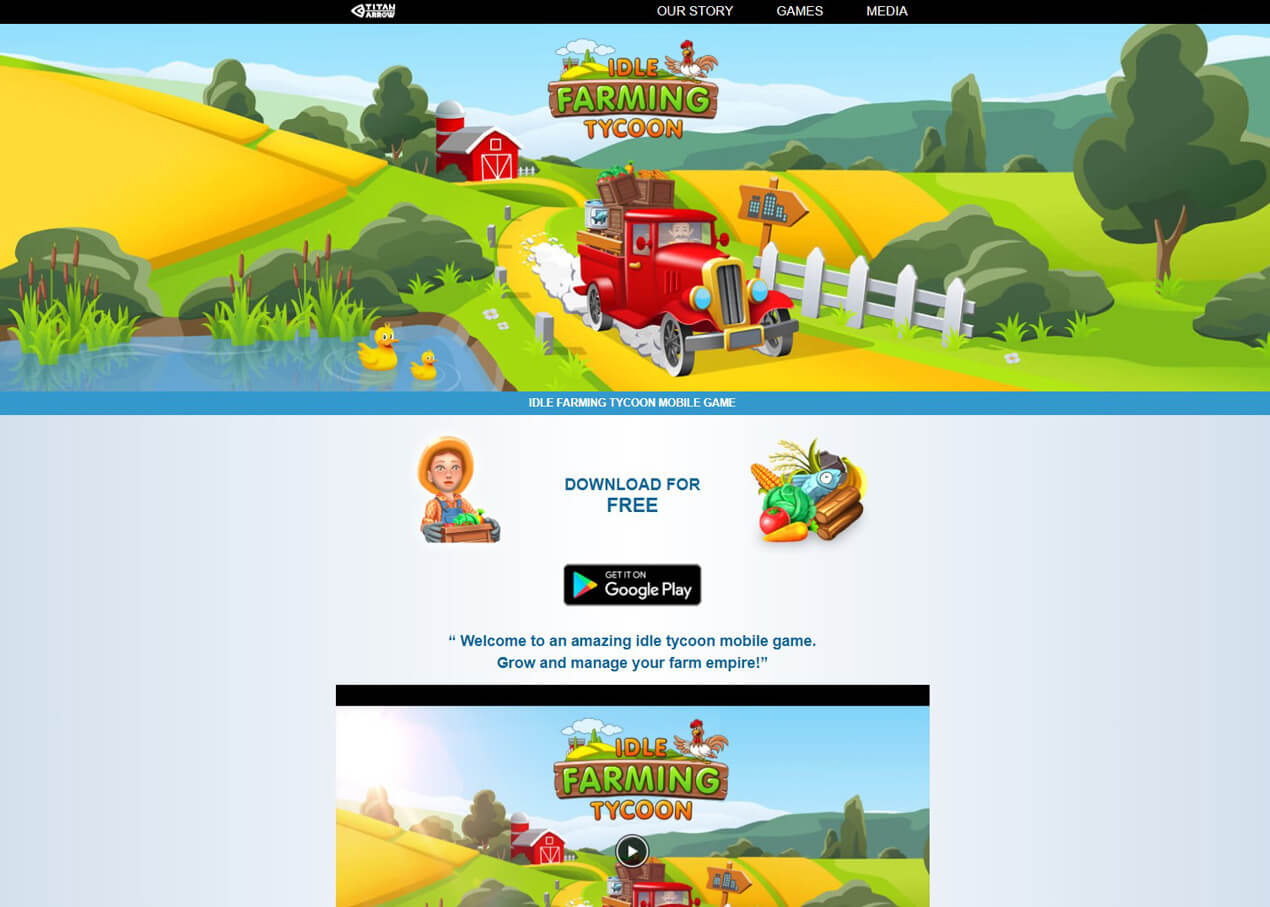 TITAN
ARROW
OUR STORY
GAMES
MEDIA
IDLE
FARMING
TYCOON
IDLE FARMING TYCOON MOBILE GAME
DOWNLOAD FOR
FREE
GET IT ON
Google Play
“ Welcome to an amazing idle tycoon mobile game.
Grow and manage your farm empire!”
IDLE
FARMING
TYCOON